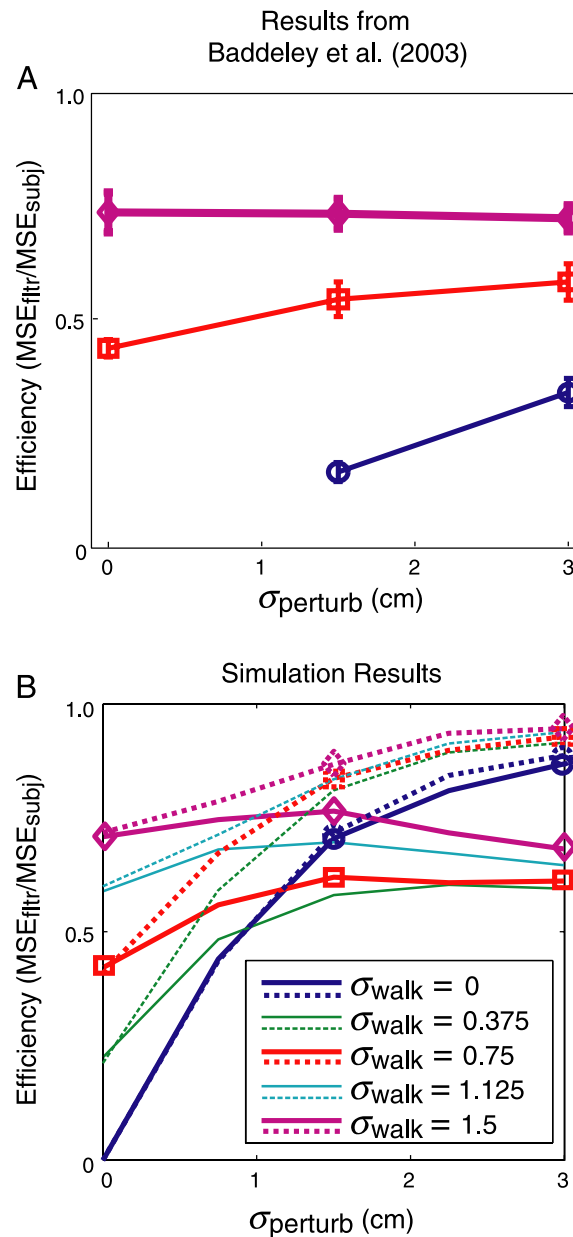 Results from
Baddeley et al. (2003)
A
1.0
0.5
0
Efficiency (MSEfltr/MSEsubj)
0 1 2 3
σperturb (cm)
Simulation Results
B
1.0
0.5
0
Efficiency (MSEfltr/MSEsubj)
σwalk = 0
σwalk = 0.375
σwalk = 0.75
σwalk = 1.125
σwalk = 1.5
0 1 2 3
σperturb (cm)